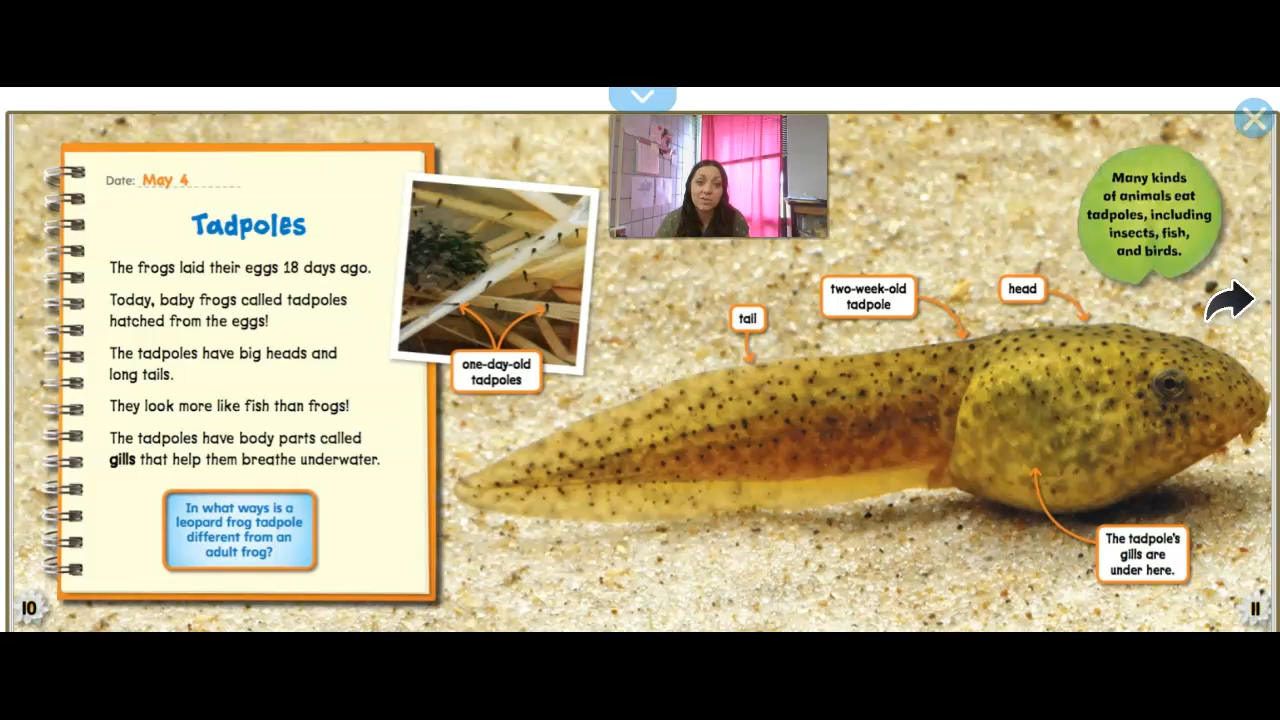 Date: May 4
Tadpoles
The frogs laid their eggs 18 days ago.
Today, baby frogs called tadpoles
hatched from the eggs!
The tadpoles have big heads and
long tails.
They look more like fish than frogs!
The tadpoles have body parts called
gills that help them breathe underwater.
In what ways is a
leopard frog tadpole
different from an
adult frog?
10
one-day-old
tadpoles
tail
two-week-old
tadpole
head
Many kinds
of animals eat
tadpoles, including
insects, fish,
and birds.
The tadpole's
gills are
under here.
11